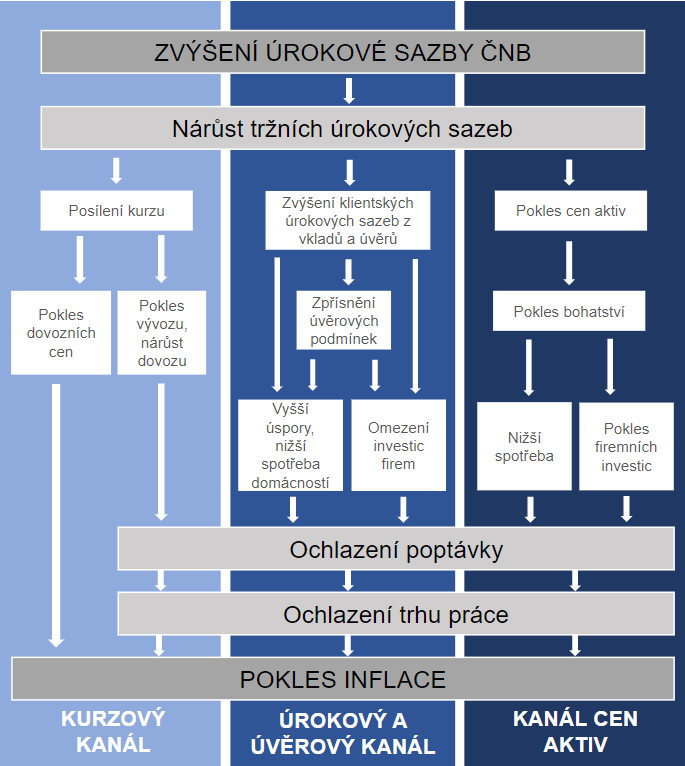 ZVÝŠENÍ ÚROKOVÉ SAZBY ČNB
Nárůst tržních úrokových sazeb
Posílení kurzu
Zvýšení klientských
úrokových sazeb z
vkladů a úvěrů
Pokles cen aktiv
Pokles
dovozních
cen
Pokles
vývozu,
nárůst
dovozu
Zpřísnění
úvěrových
podmínek
Pokles bohatství
Vyšší
úspory,
nižší
spotřeba
domácností
Omezení
investic
firem
Nižší
spotřeba
Pokles
firemních
investic
Ochlazení poptávky
Ochlazení trhu práce
POKLES INFLACE
KURZOVÝ
KANÁL
ÚROKOVÝ A
ÚVĚROVÝ KANÁL
KANÁL CEN
AKTIV